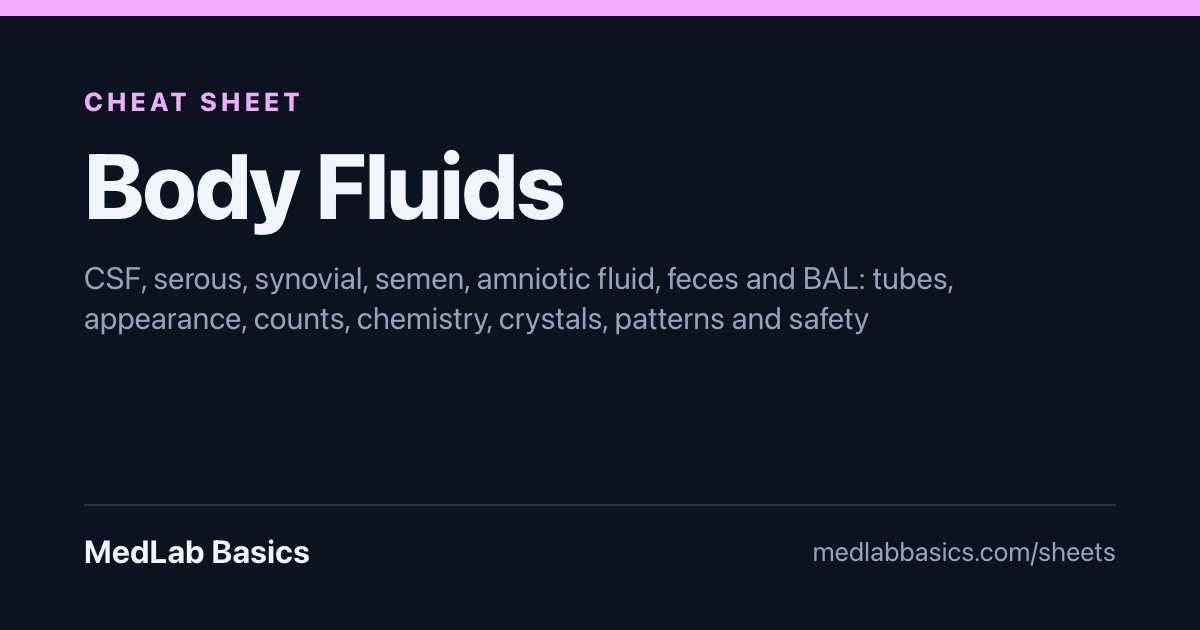 CHEAT SHEET
Body Fluids
CSF, serous, synovial, semen, amniotic fluid, feces and BAL: tubes,
appearance, counts, chemistry, crystals, patterns and safety
MedLab Basics
medlabbasics.com/sheets